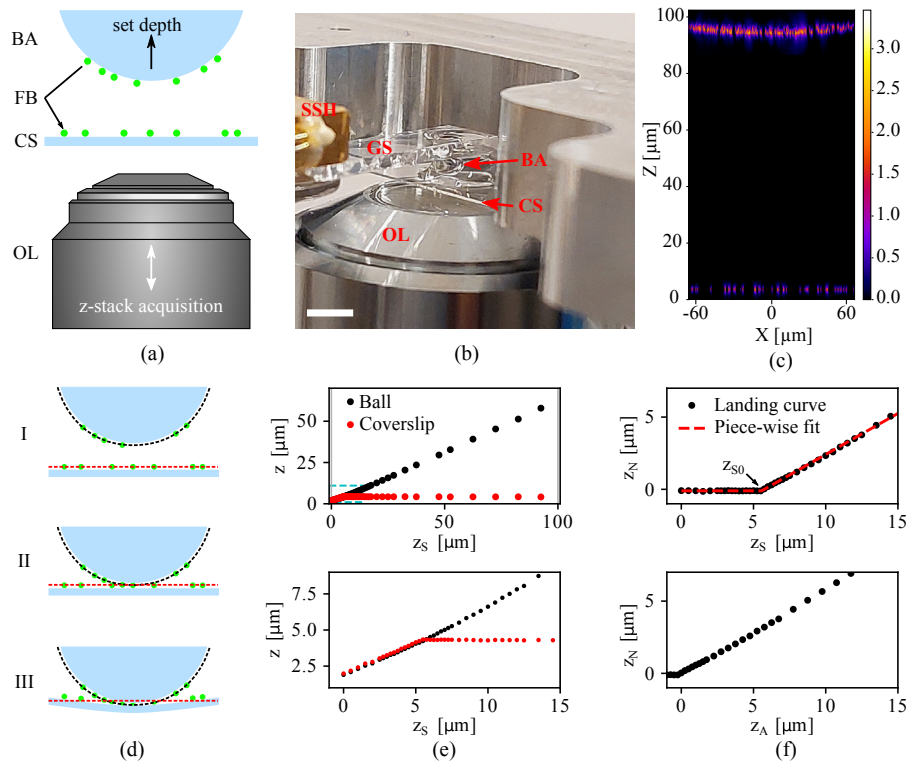 BA
set depth
FB
CS
OL
z-stack acquisition
(a)
SSH
GS
BA
CS
OL
(b)
Z [µm]
100
80
60
40
20
0
-60
0
60
X [µm]
3.0
2.5
2.0
1.5
1.0
0.5
0.0
(c)
I
II
III
(d)
Ball
Coverslip
z [µm]
50
0
0
50
100
z_S [µm]
z [µm]
7.5
5.0
2.5
0
5
10
15
z_S [µm]
(e)
Landing curve
Piece-wise fit
z_S0
z_N [µm]
5
0
0
5
10
15
z_S [µm]
z_N [µm]
5
0
0
5
10
15
z_A [µm]
(f)